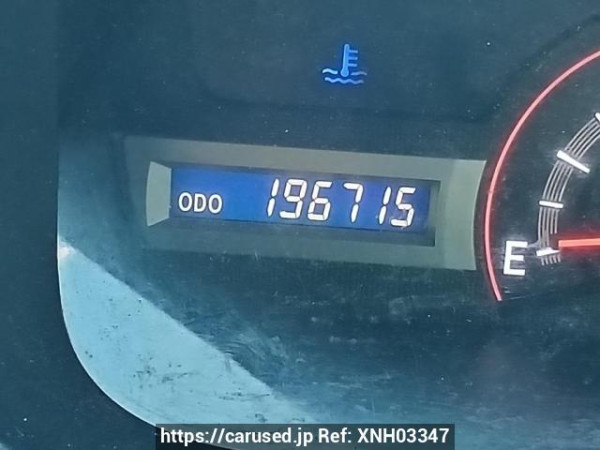 ODO 196715
E
https://carused.jp Ref: XNH03347